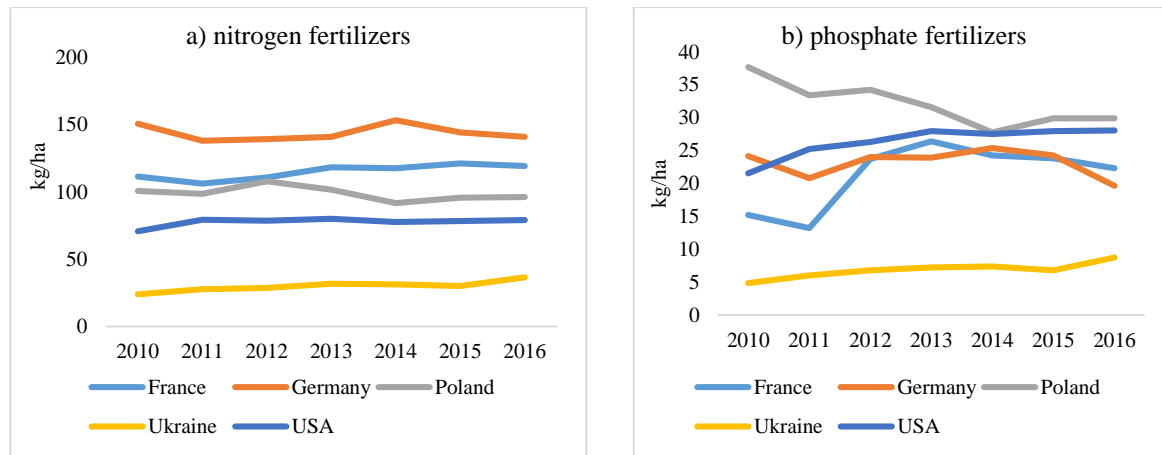 a) nitrogen fertilizers
200
150
100
50
0
kg/ha
2010 2011 2012 2013 2014 2015 2016
France Germany Poland
Ukraine USA
b) phosphate fertilizers
40
35
30
25
20
15
10
5
0
kg/ha
2010 2011 2012 2013 2014 2015 2016
France Germany Poland
Ukraine USA